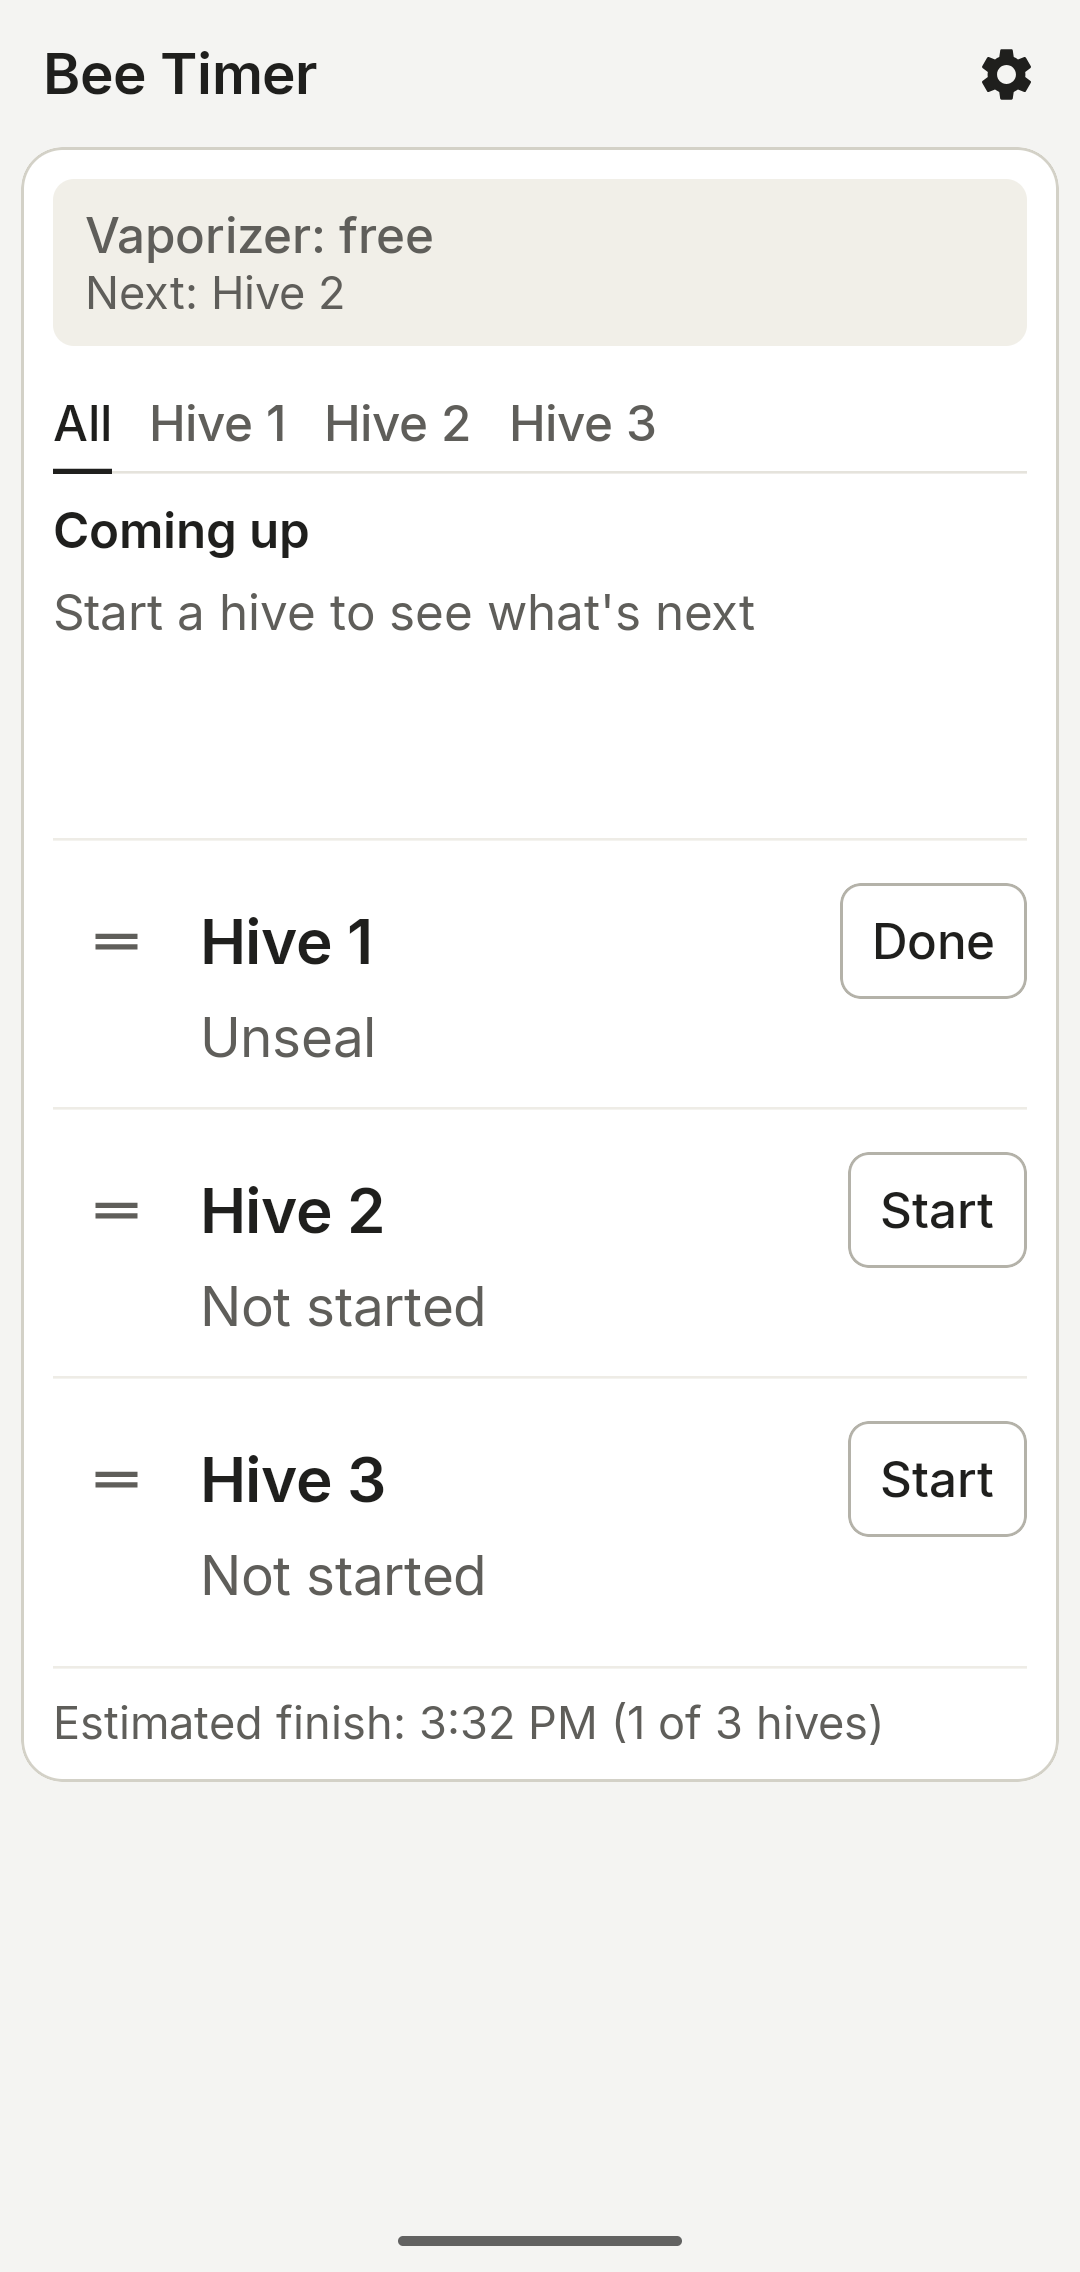 Bee Timer
Vaporizer: free
Next: Hive 2
All Hive 1 Hive 2 Hive 3
Coming up
Start a hive to see what's next
Hive 1
Done
Unseal
Hive 2
Start
Not started
Hive 3
Start
Not started
Estimated finish: 3:32 PM (1 of 3 hives)